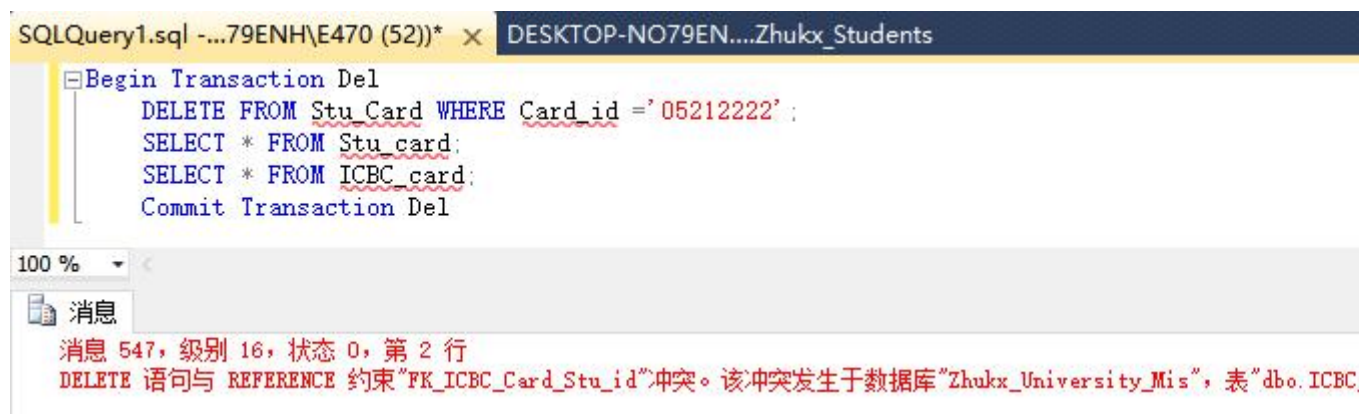 SQLQuery1.sql -...79ENH\E470 (52))* × DESKTOP-NO79EN....Zhukx_Students
Begin Transaction Del
DELETE FROM Stu_Card WHERE Card_id ='05212222';
SELECT * FROM Stu_card;
SELECT * FROM ICBC_card;
Commit Transaction Del
100 %
消息
消息 547，级别 16，状态 0，第 2 行
DELETE 语句与 REFERENCE 约束"FK_ICBC_Card_Stu_id"冲突。该冲突发生于数据库"Zhukx_University_Mis"，表"dbo.ICBC_